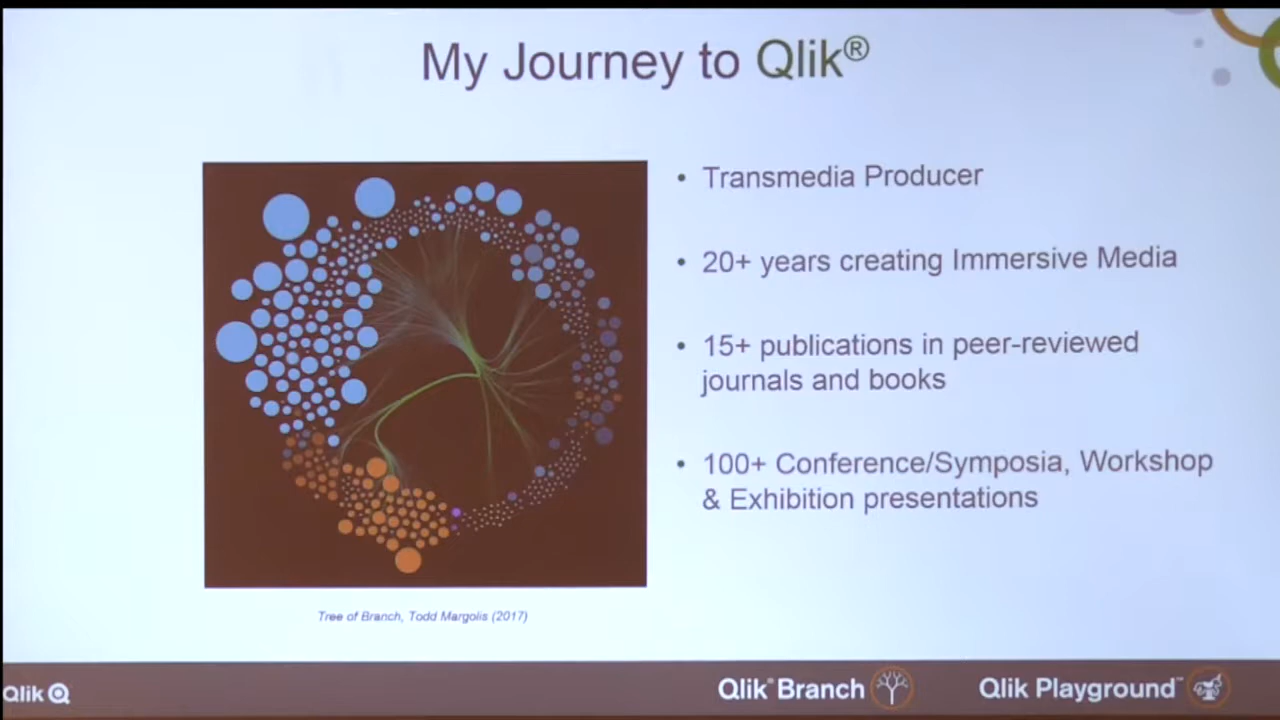 My Journey to Qlik®
• Transmedia Producer
• 20+ years creating Immersive Media
• 15+ publications in peer-reviewed
journals and books
• 100+ Conference/Symposia, Workshop
& Exhibition presentations
Tree of Branch, Todd Margolis (2017)
Qlik
Qlik® Branch
Qlik Playground™